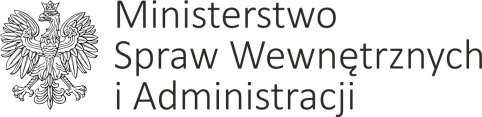 Ministerstwo
Spraw Wewnętrznych
i Administracji